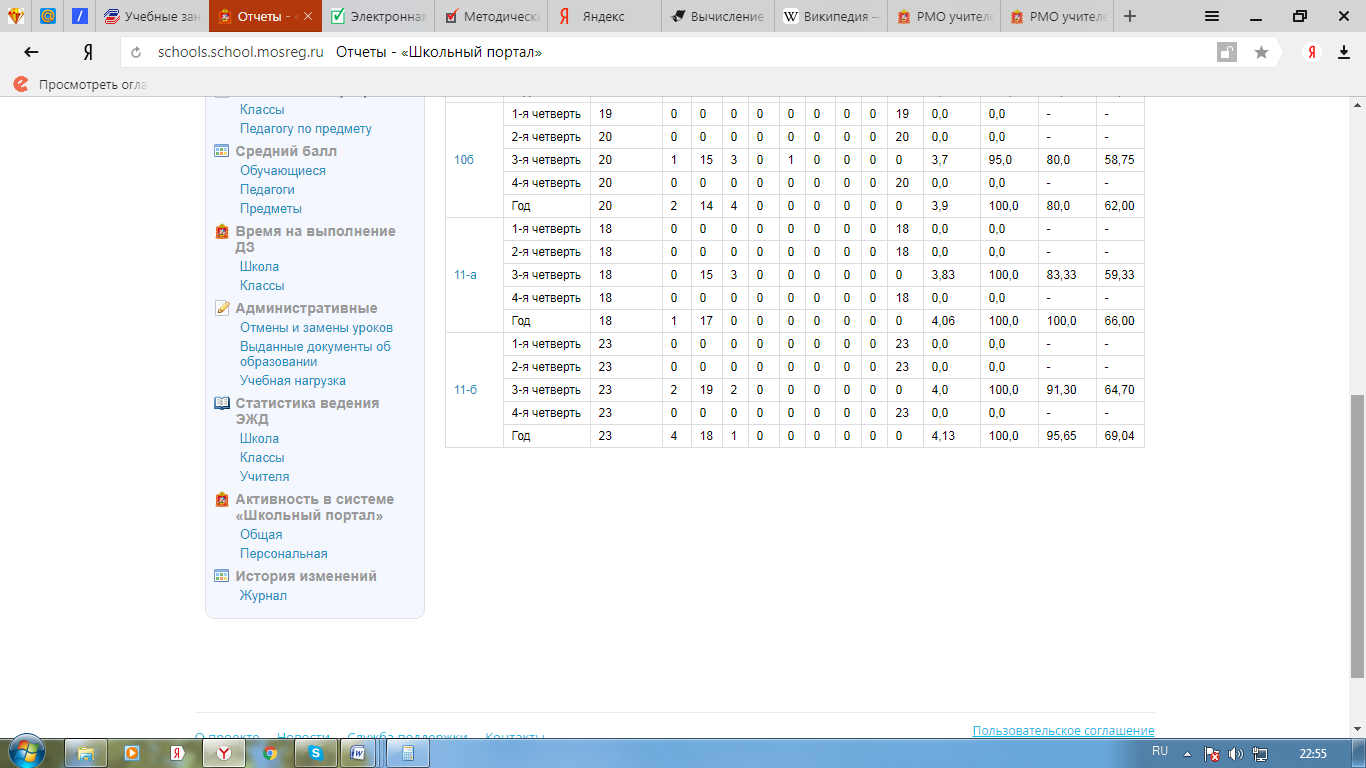 Учебные зан
Отчеты - «
Электронная
Методическ
Яндекс
Вычисление
Википедия —
РМО учител
РМО учител
schools.school.mosreg.ru Отчеты - «Школьный портал»
Просмотреть огла
Классы
Педагогу по предмету
Средний балл
Обучающиеся
Педагоги
Предметы
Время на выполнение
ДЗ
Школа
Классы
Административные
Отмены и замены уроков
Выданные документы об
образовании
Учебная нагрузка
Статистика ведения
ЭЖД
Школа
Классы
Учителя
Активность в системе
«Школьный портал»
Общая
Персональная
История изменений
Журнал
10б
1-я четверть 19 0 0 0 0 0 0 0 0 19 0,0 0,0 - -
2-я четверть 20 0 0 0 0 0 0 0 0 20 0,0 0,0 - -
3-я четверть 20 1 15 3 0 1 0 0 0 0 3,7 95,0 80,0 58,75
4-я четверть 20 0 0 0 0 0 0 0 0 20 0,0 0,0 - -
Год 20 2 14 4 0 0 0 0 0 0 3,9 100,0 80,0 62,00
11-а
1-я четверть 18 0 0 0 0 0 0 0 0 18 0,0 0,0 - -
2-я четверть 18 0 0 0 0 0 0 0 0 18 0,0 0,0 - -
3-я четверть 18 0 15 3 0 0 0 0 0 0 3,83 100,0 83,33 59,33
4-я четверть 18 0 0 0 0 0 0 0 0 18 0,0 0,0 - -
Год 18 1 17 0 0 0 0 0 0 0 4,06 100,0 100,0 66,00
11-б
1-я четверть 23 0 0 0 0 0 0 0 0 23 0,0 0,0 - -
2-я четверть 23 0 0 0 0 0 0 0 0 23 0,0 0,0 - -
3-я четверть 23 2 19 2 0 0 0 0 0 0 4,0 100,0 91,30 64,70
4-я четверть 23 0 0 0 0 0 0 0 0 23 0,0 0,0 - -
Год 23 4 18 1 0 0 0 0 0 0 4,13 100,0 95,65 69,04
О проекте Новости Служба поддержки Контакты
Пользовательское соглашение
RU
22:55